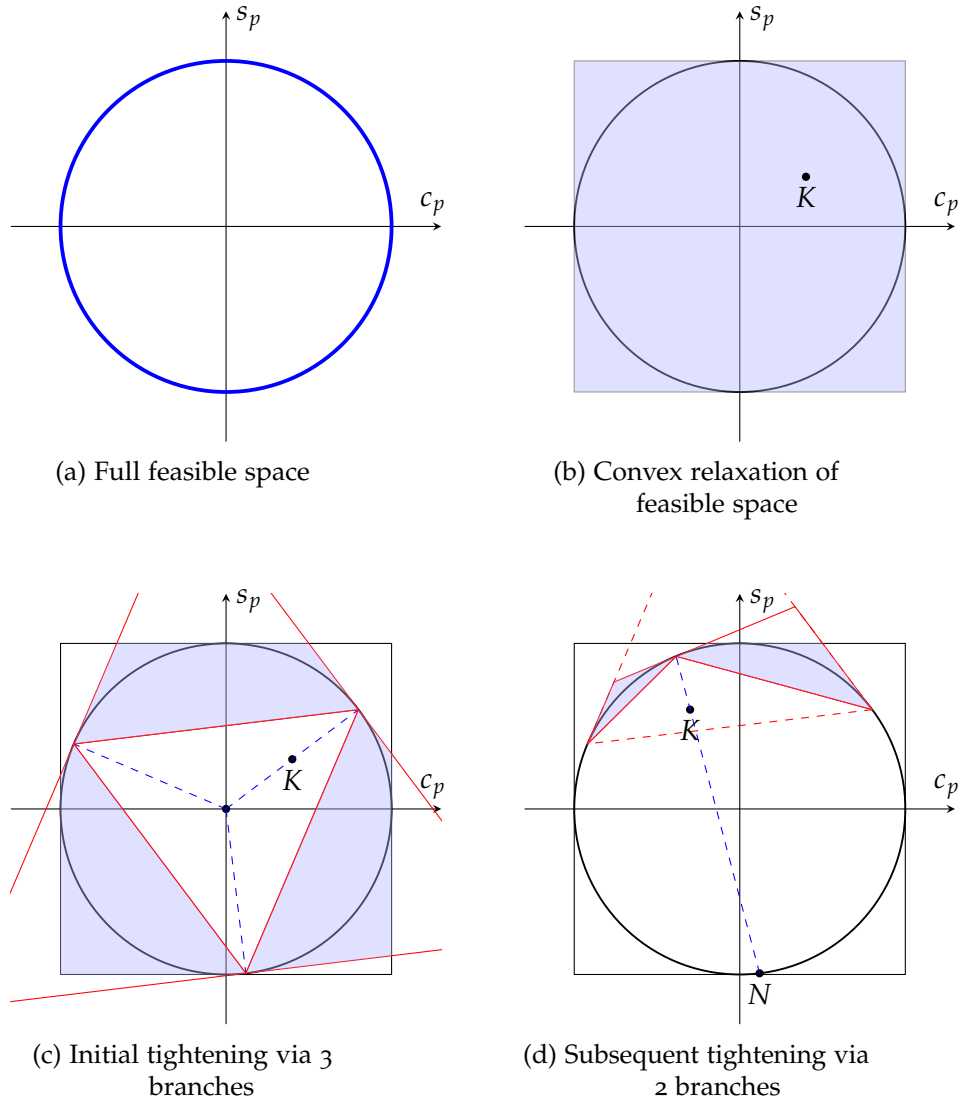 s_p
s_p
c_p
c_p
K
(a) Full feasible space
(b) Convex relaxation of
feasible space
s_p
s_p
K
K
c_p
c_p
N
(c) Initial tightening via 3
branches
(d) Subsequent tightening via
2 branches